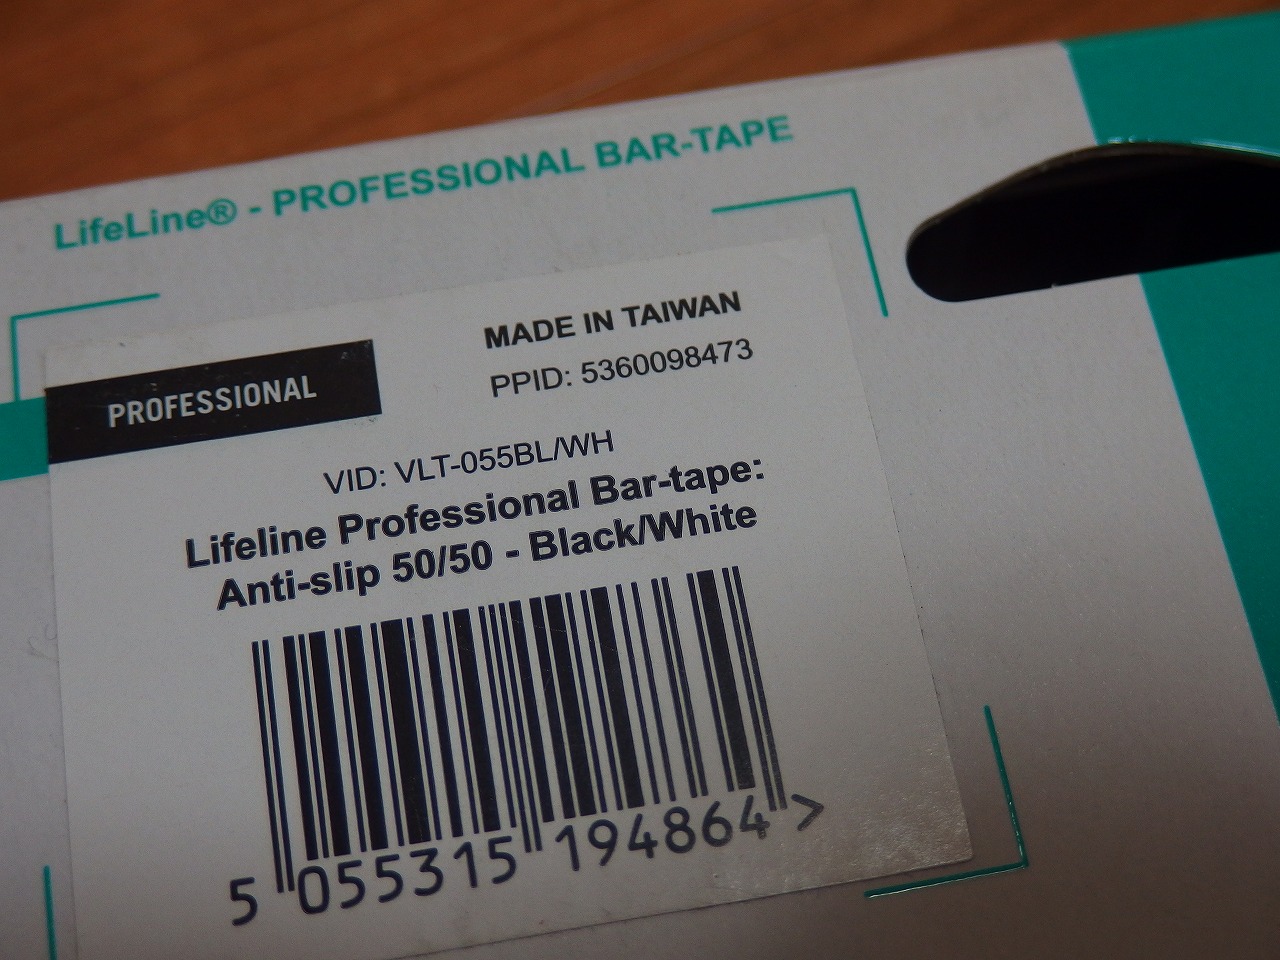 LifeLine® - PROFESSIONAL BAR-TAPE
PROFESSIONAL
MADE IN TAIWAN
PPID: 5360098473
VID: VLT-055BL/WH
Lifeline Professional Bar-tape:
Anti-slip 50/50 - Black/White
5 055315 194864 >